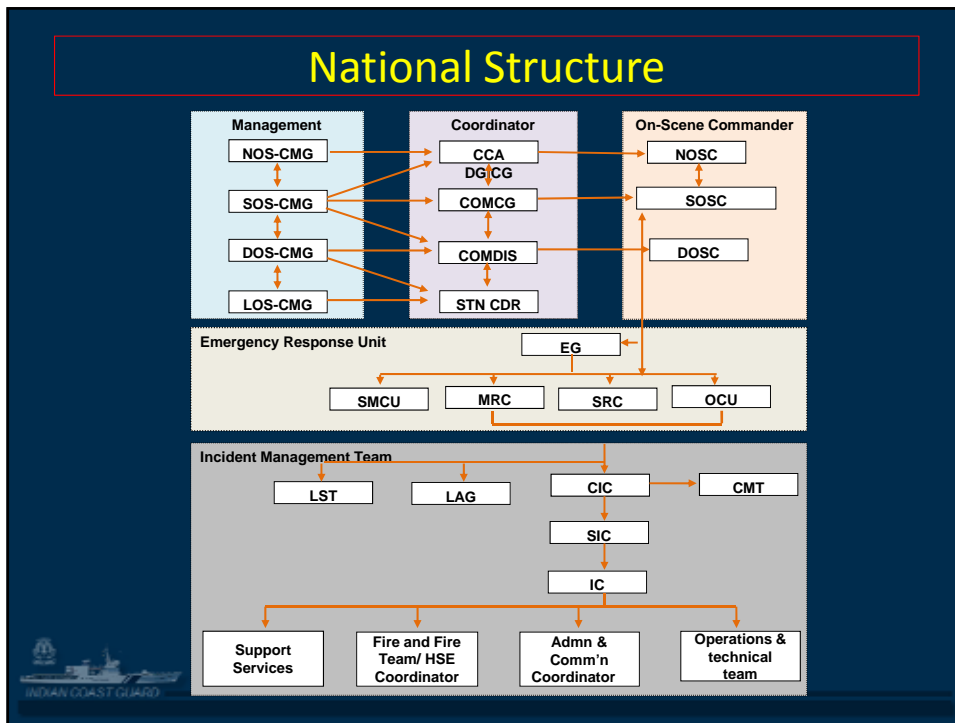 National Structure
Management
NOS-CMG
SOS-CMG
DOS-CMG
LOS-CMG
Coordinator
CCA
DG CG
COMCG
COMDIS
STN CDR
On-Scene Commander
NOSC
SOSC
DOSC
Emergency Response Unit
EG
SMCU
MRC
SRC
OCU
Incident Management Team
LST
LAG
CIC
CMT
SIC
IC
Support
Services
Fire and Fire
Team/ HSE
Coordinator
Admn &
Comm'n
Coordinator
Operations &
technical
team
INDIAN COAST GUARD